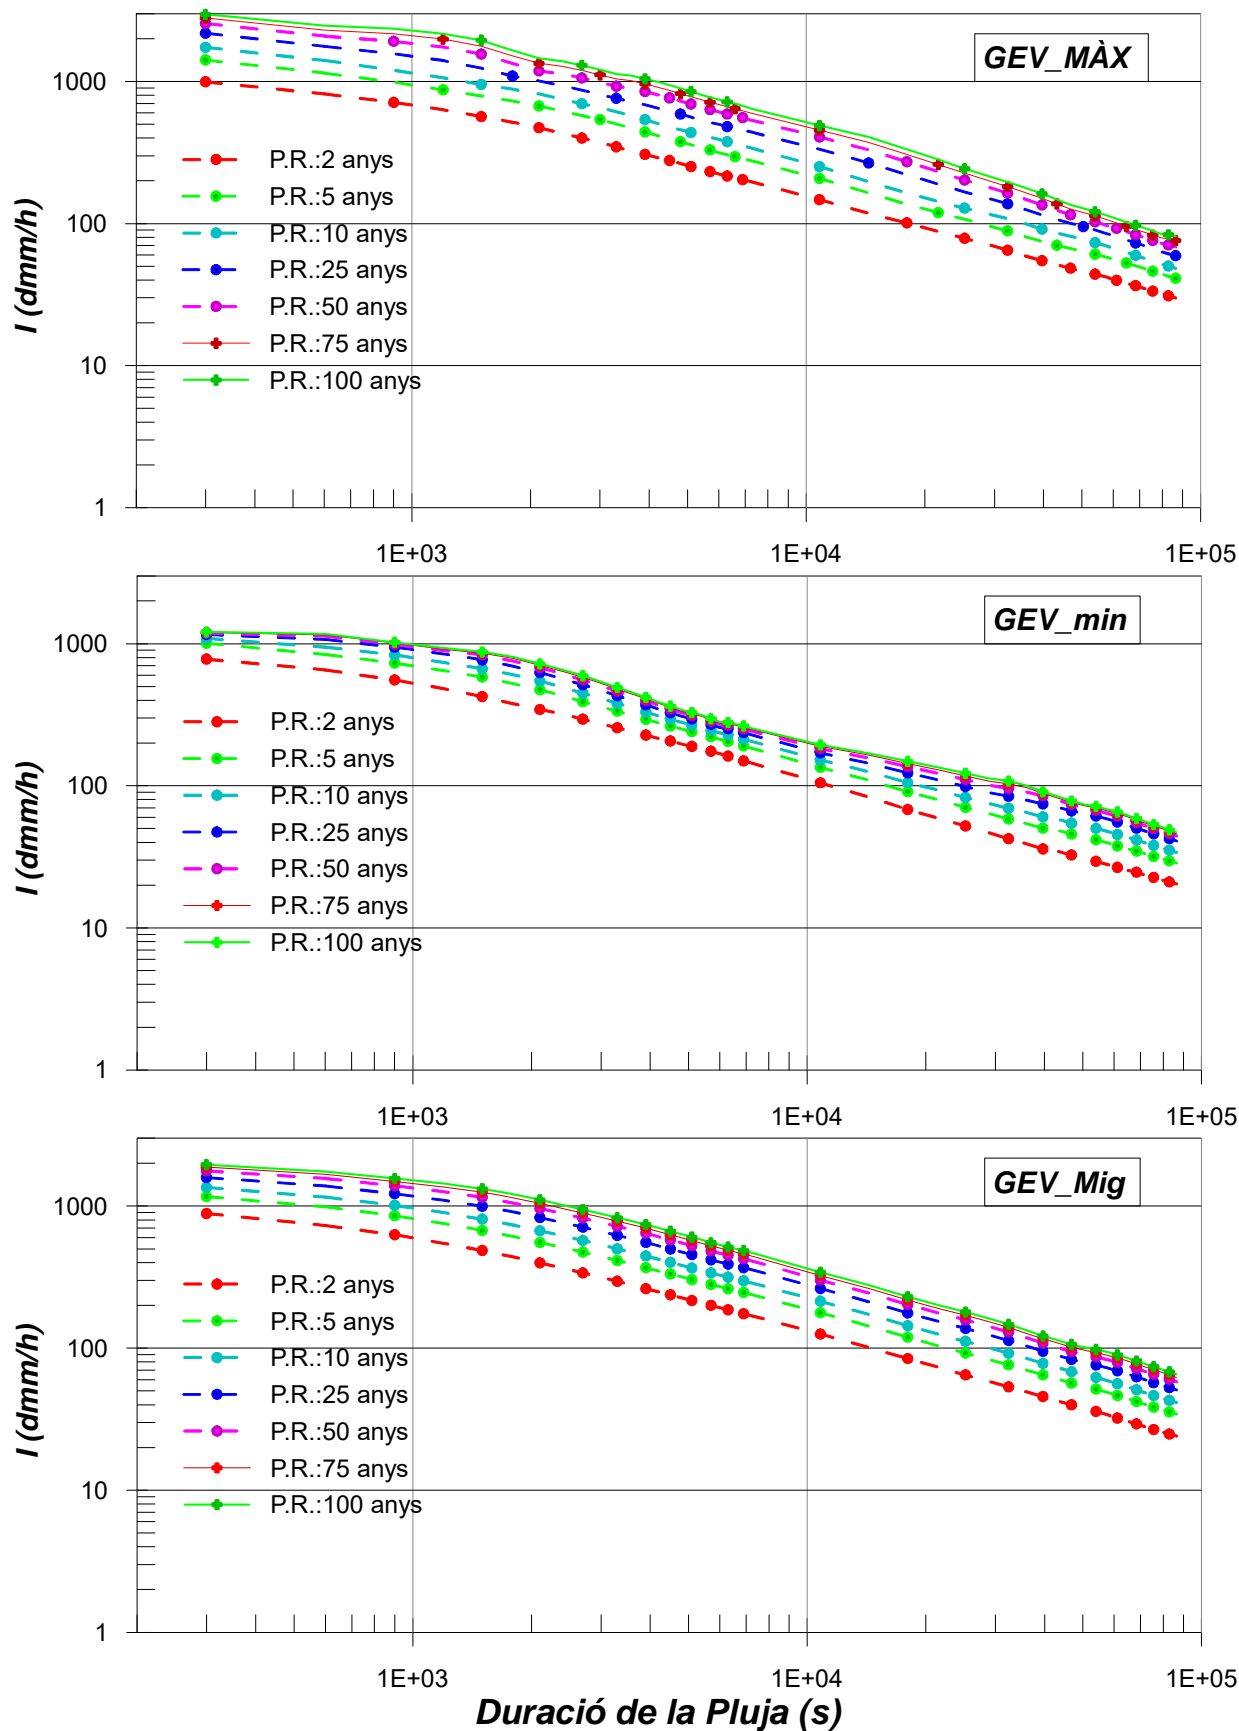 GEV_MÀX
1000
100
10
1
I (dmm/h)
P.R.:2 anys
P.R.:5 anys
P.R.:10 anys
P.R.:25 anys
P.R.:50 anys
P.R.:75 anys
P.R.:100 anys
1E+03 1E+04 1E+05
GEV_min
1000
100
10
1
I (dmm/h)
P.R.:2 anys
P.R.:5 anys
P.R.:10 anys
P.R.:25 anys
P.R.:50 anys
P.R.:75 anys
P.R.:100 anys
1E+03 1E+04 1E+05
GEV_Mig
1000
100
10
1
I (dmm/h)
P.R.:2 anys
P.R.:5 anys
P.R.:10 anys
P.R.:25 anys
P.R.:50 anys
P.R.:75 anys
P.R.:100 anys
1E+03 1E+04 1E+05
Duració de la Pluja (s)